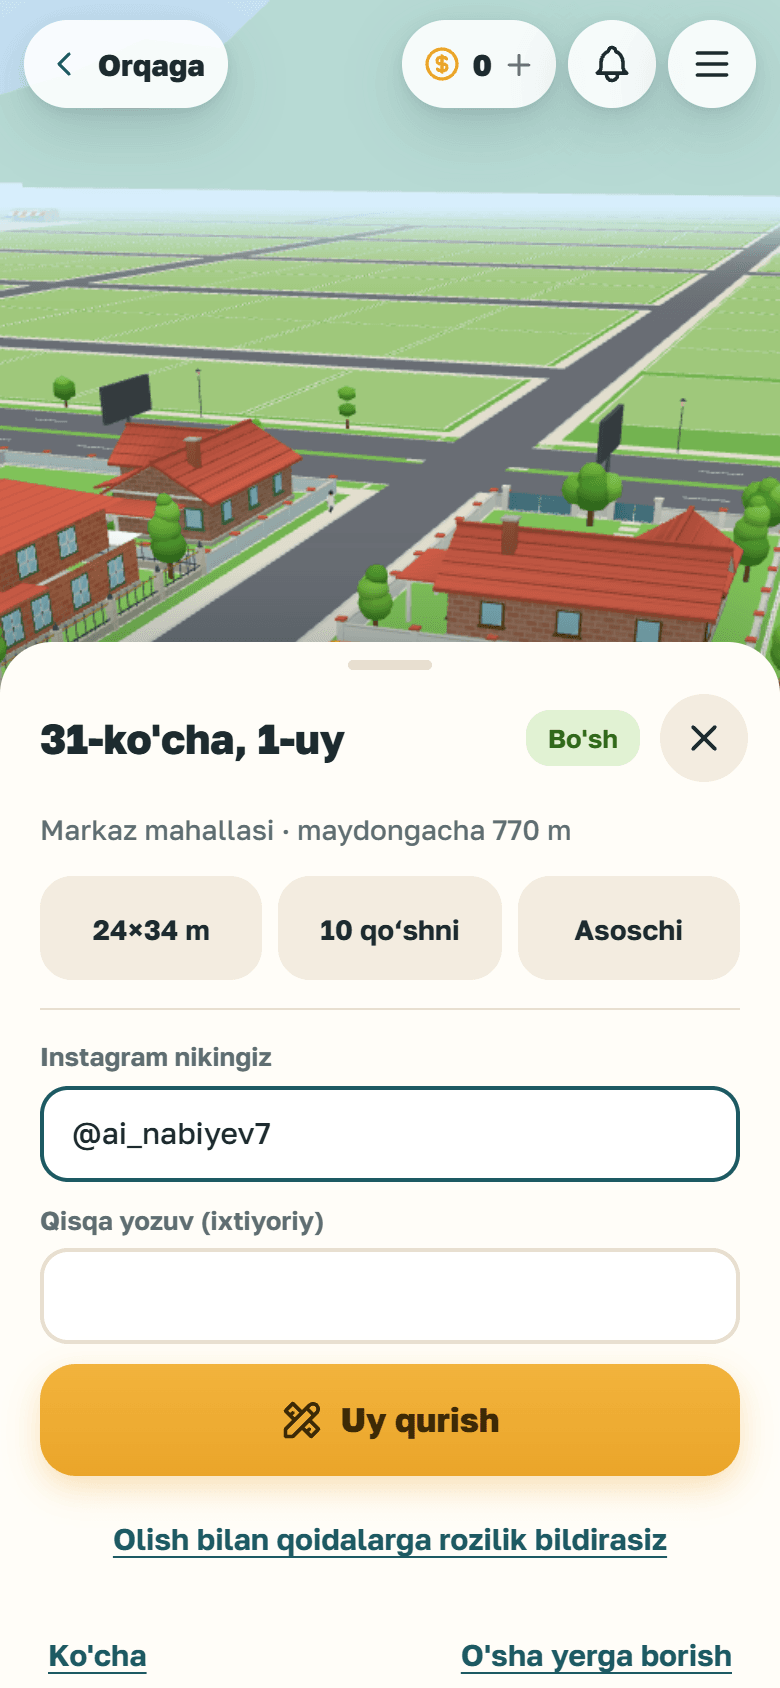 Orqaga
0
31-ko'cha, 1-uy
Bo'sh
Markaz mahallasi · maydongacha 770 m
24×34 m
10 qo‘shni
Asoschi
Instagram nikingiz
@ai_nabiyev7
Qisqa yozuv (ixtiyoriy)
Uy qurish
Olish bilan qoidalarga rozilik bildirasiz
Ko'cha
O'sha yerga borish